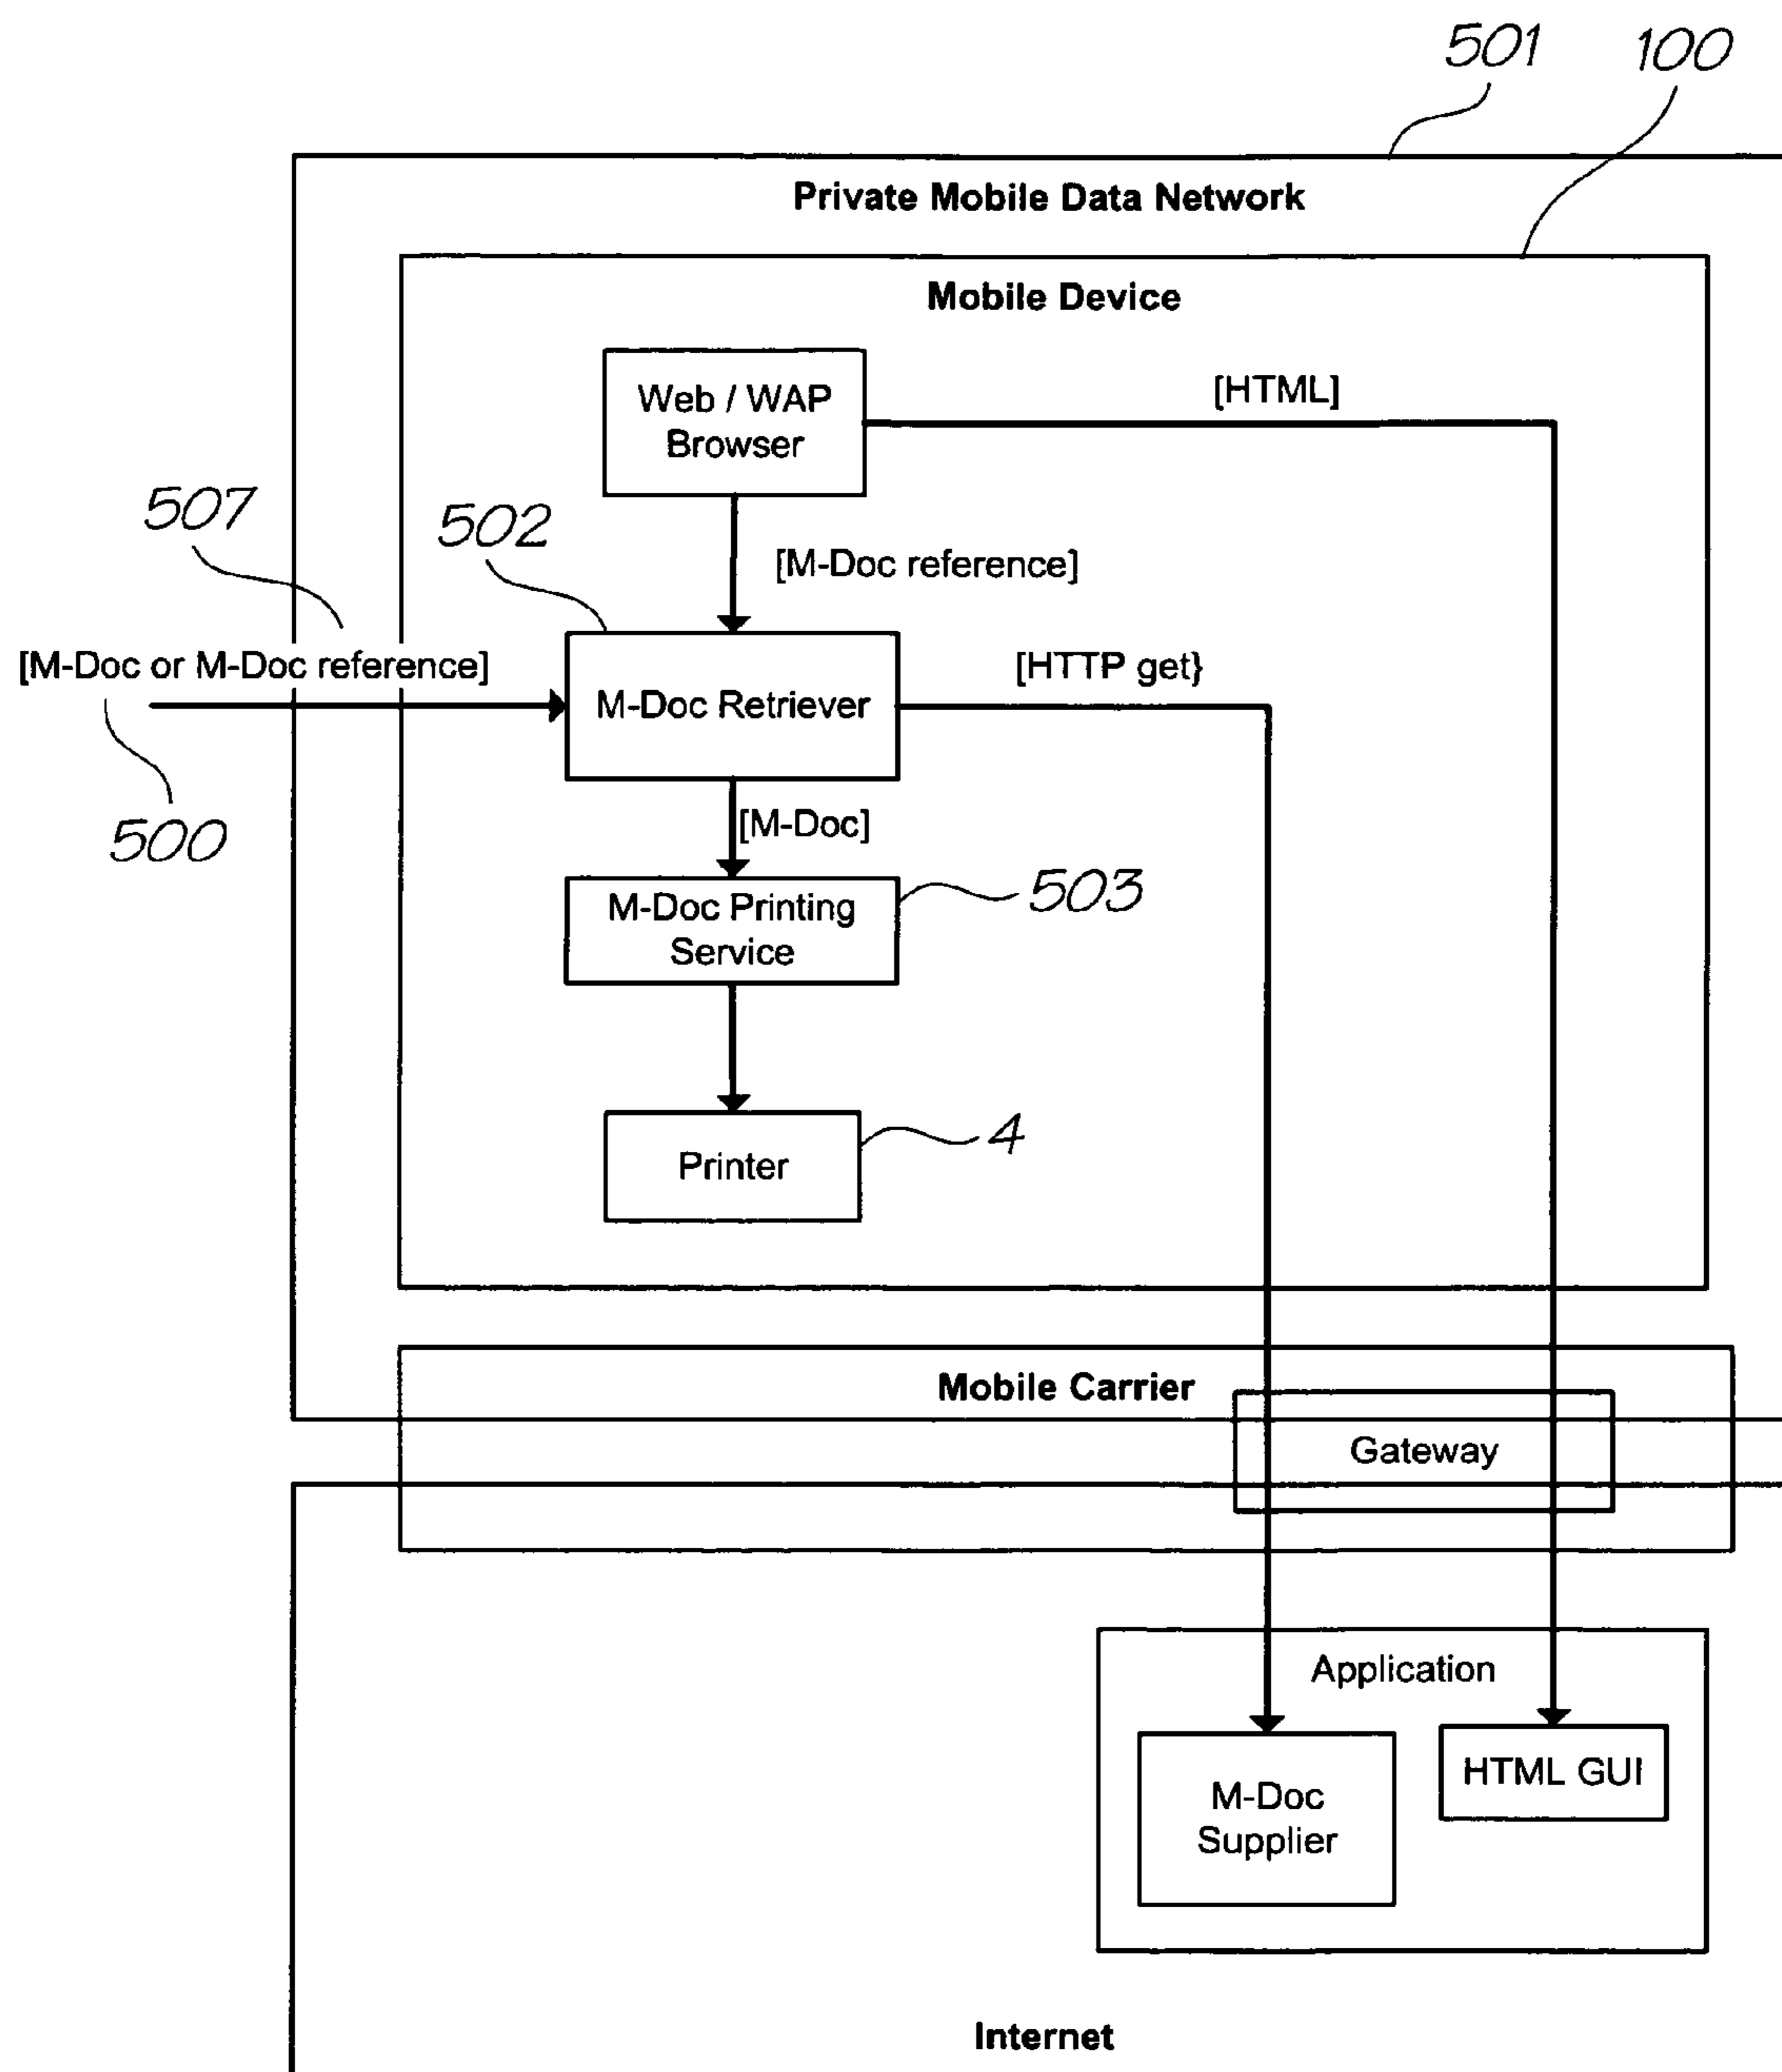 501 100
Private Mobile Data Network
Mobile Device
Web / WAP
Browser
[HTML]
507
502
[M-Doc reference]
[M-Doc or M-Doc reference]
M-Doc Retriever
[HTTP get}
500
[M-Doc]
M-Doc Printing
Service
503
Printer
4
Mobile Carrier
Gateway
Application
M-Doc
Supplier
HTML GUI
Internet